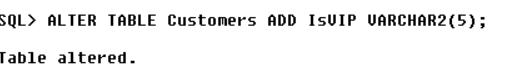 SQL> ALTER TABLE Customers ADD IsVIP VARCHAR2(5);
Table altered.